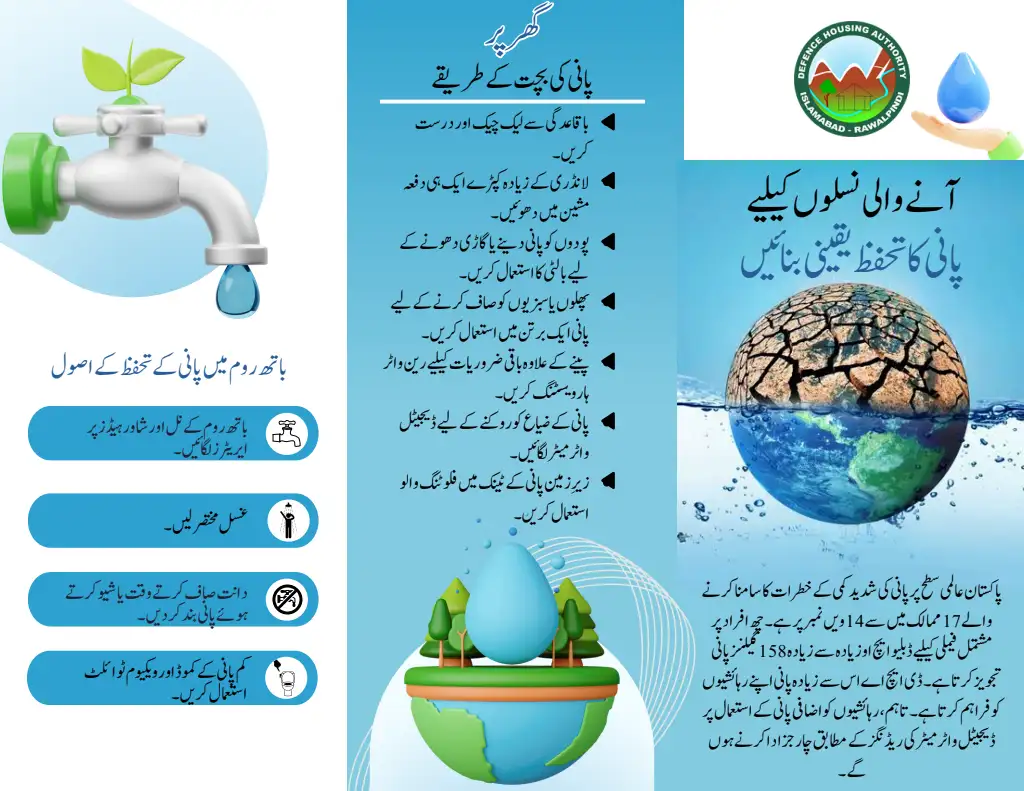 DEFENCE HOUSING AUTHORITY
ISLAMABAD - RAWALPINDI
آنے والی نسلوں کیلیے
پانی کا تحفظ یقینی بنائیں
پاکستان عالمی سطح پر پانی کی شدید کمی کے خطرات کا سامنا کرنے
والے 17 ممالک میں سے 14 ویں نمبر پر ہے۔ چھ افراد پر
مشتمل فیملی کیلیے ڈبلیو ایچ او زیادہ سے زیادہ 158 گیلنز پانی
تجویز کرتا ہے۔ ڈی ایچ اے اس سے زیادہ پانی اپنے رہائشیوں
کو فراہم کرتا ہے۔ تاہم، رہائشیوں کو اضافی پانی کے استعمال پر
ڈیجیٹل واٹر میٹر کی ریڈنگز کے مطابق چارجز ادا کرنے ہوں
گے۔
گھر پر
پانی کی بچت کے طریقے
باقاعدگی سے لیک چیک اور درست
کریں۔
لانڈری کے زیادہ کپڑے ایک ہی دفعہ
مشین میں دھوئیں۔
پودوں کو پانی دینے یا گاڑی دھونے کے
لیے بالٹی کا استعمال کریں۔
پھلوں یا سبزیوں کو صاف کرنے کے لیے
پانی ایک برتن میں استعمال کریں۔
پینے کے علاوہ باقی ضروریات کیلیے رین واٹر
ہارویسٹنگ کریں۔
پانی کے ضیاع کو روکنے کے لیے ڈیجیٹل
واٹر میٹر لگائیں۔
زیر زمین پانی کے ٹینک میں فلوٹنگ والو
استعمال کریں۔
باتھ روم میں پانی کے تحفظ کے اصول
باتھ روم کے نل اور شاور ہیڈز پر
ایریٹرز لگائیں۔
غسل مختصر لیں۔
دانت صاف کرتے وقت یا شیو کرتے
ہوئے پانی بند کر دیں۔
کم پانی کے کموڈ اور ویکیوم ٹوائلٹ
استعمال کریں۔